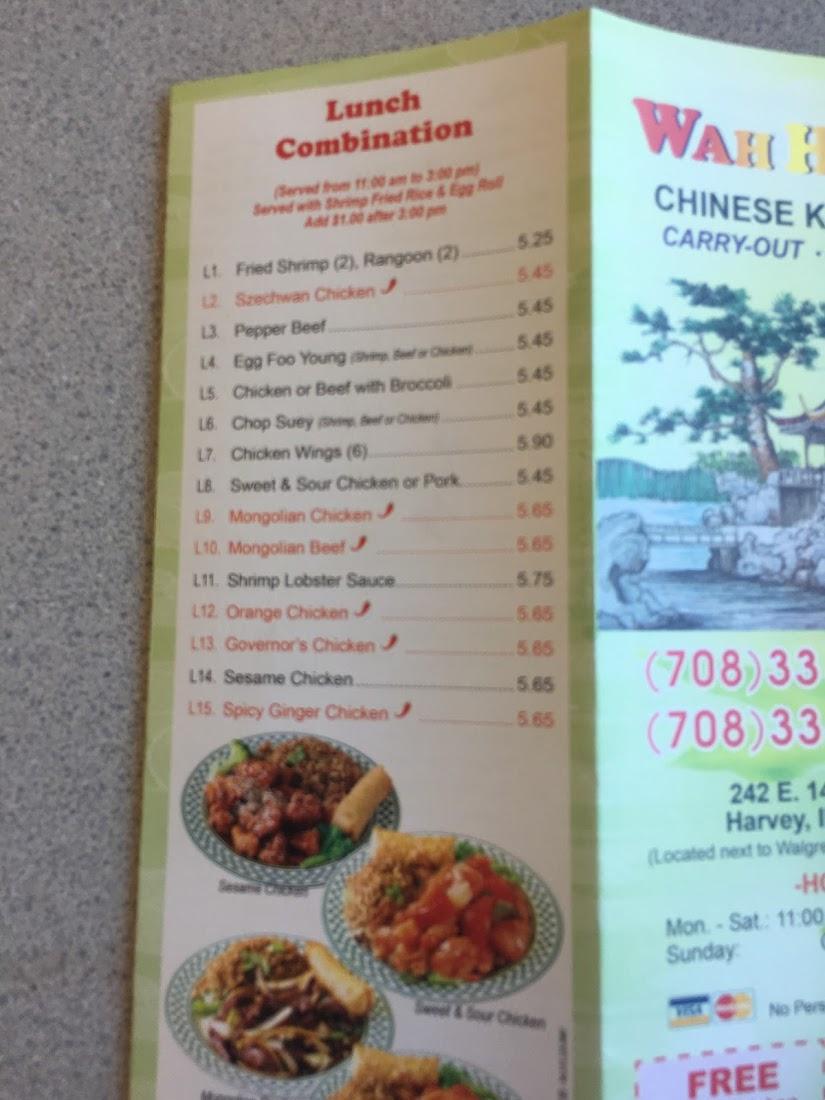 Lunch
Combination
(Served from 11:00 am to 3:00 pm)
Served with Shrimp Fried Rice & Egg Roll
Add $1.00 after 3:00 pm
L1. Fried Shrimp (2), Rangoon (2) 5.25
L2. Szechwan Chicken 5.45
L3. Pepper Beef 5.45
L4. Egg Foo Young (Shrimp, Beef or Chicken) 5.45
L5. Chicken or Beef with Broccoli 5.45
L6. Chop Suey (Shrimp, Beef or Chicken) 5.45
L7. Chicken Wings (6) 5.90
L8. Sweet & Sour Chicken or Pork 5.45
L9. Mongolian Chicken 5.65
L10. Mongolian Beef 5.65
L11. Shrimp Lobster Sauce 5.75
L12. Orange Chicken 5.65
L13. Governor's Chicken 5.65
L14. Sesame Chicken 5.65
L15. Spicy Ginger Chicken 5.65
Sesame Chicken
Sweet & Sour Chicken
WAH H
CHINESE K
CARRY-OUT ·
(708)33
(708)33
242 E. 14
Harvey, I
(Located next to Walgre
-HO
Mon. - Sat.: 11:00
Sunday:
VISA MasterCard No Pers
FREE